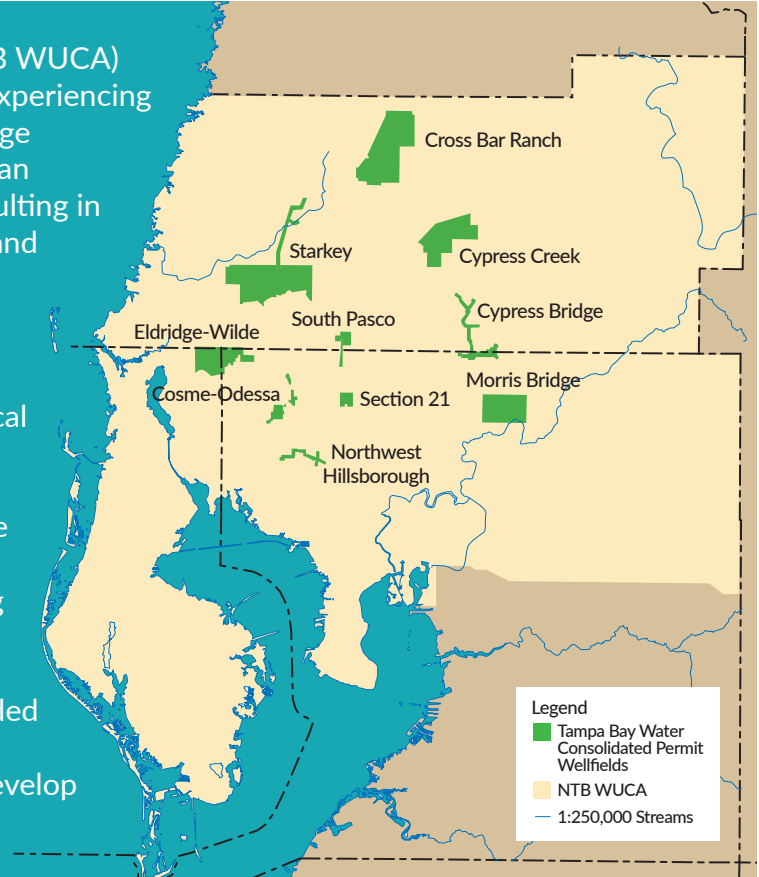 B WUCA)
experiencing
ge
an
ulting in
and
cal
e
g
ded
evelop
Cross Bar Ranch
Starkey
Cypress Creek
South Pasco
Cypress Bridge
Eldridge-Wilde
Cosme-Odessa
Section 21
Morris Bridge
Northwest
Hillsborough
Legend
Tampa Bay Water
Consolidated Permit
Wellfields
NTB WUCA
1:250,000 Streams